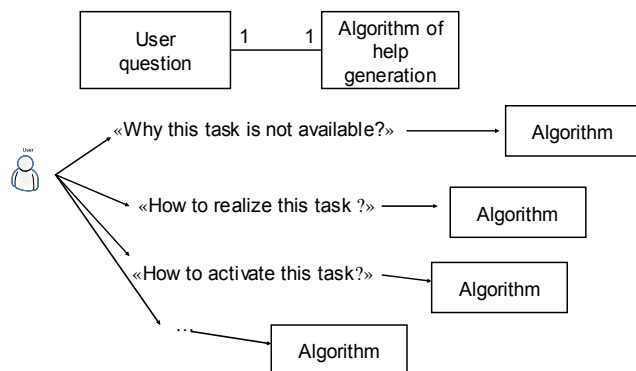 User
question
1
1
Algorithm of
help
generation
User
«Why this task is not available?»
Algorithm
«How to realize this task ?»
Algorithm
«How to activate this task?»
Algorithm
...
Algorithm